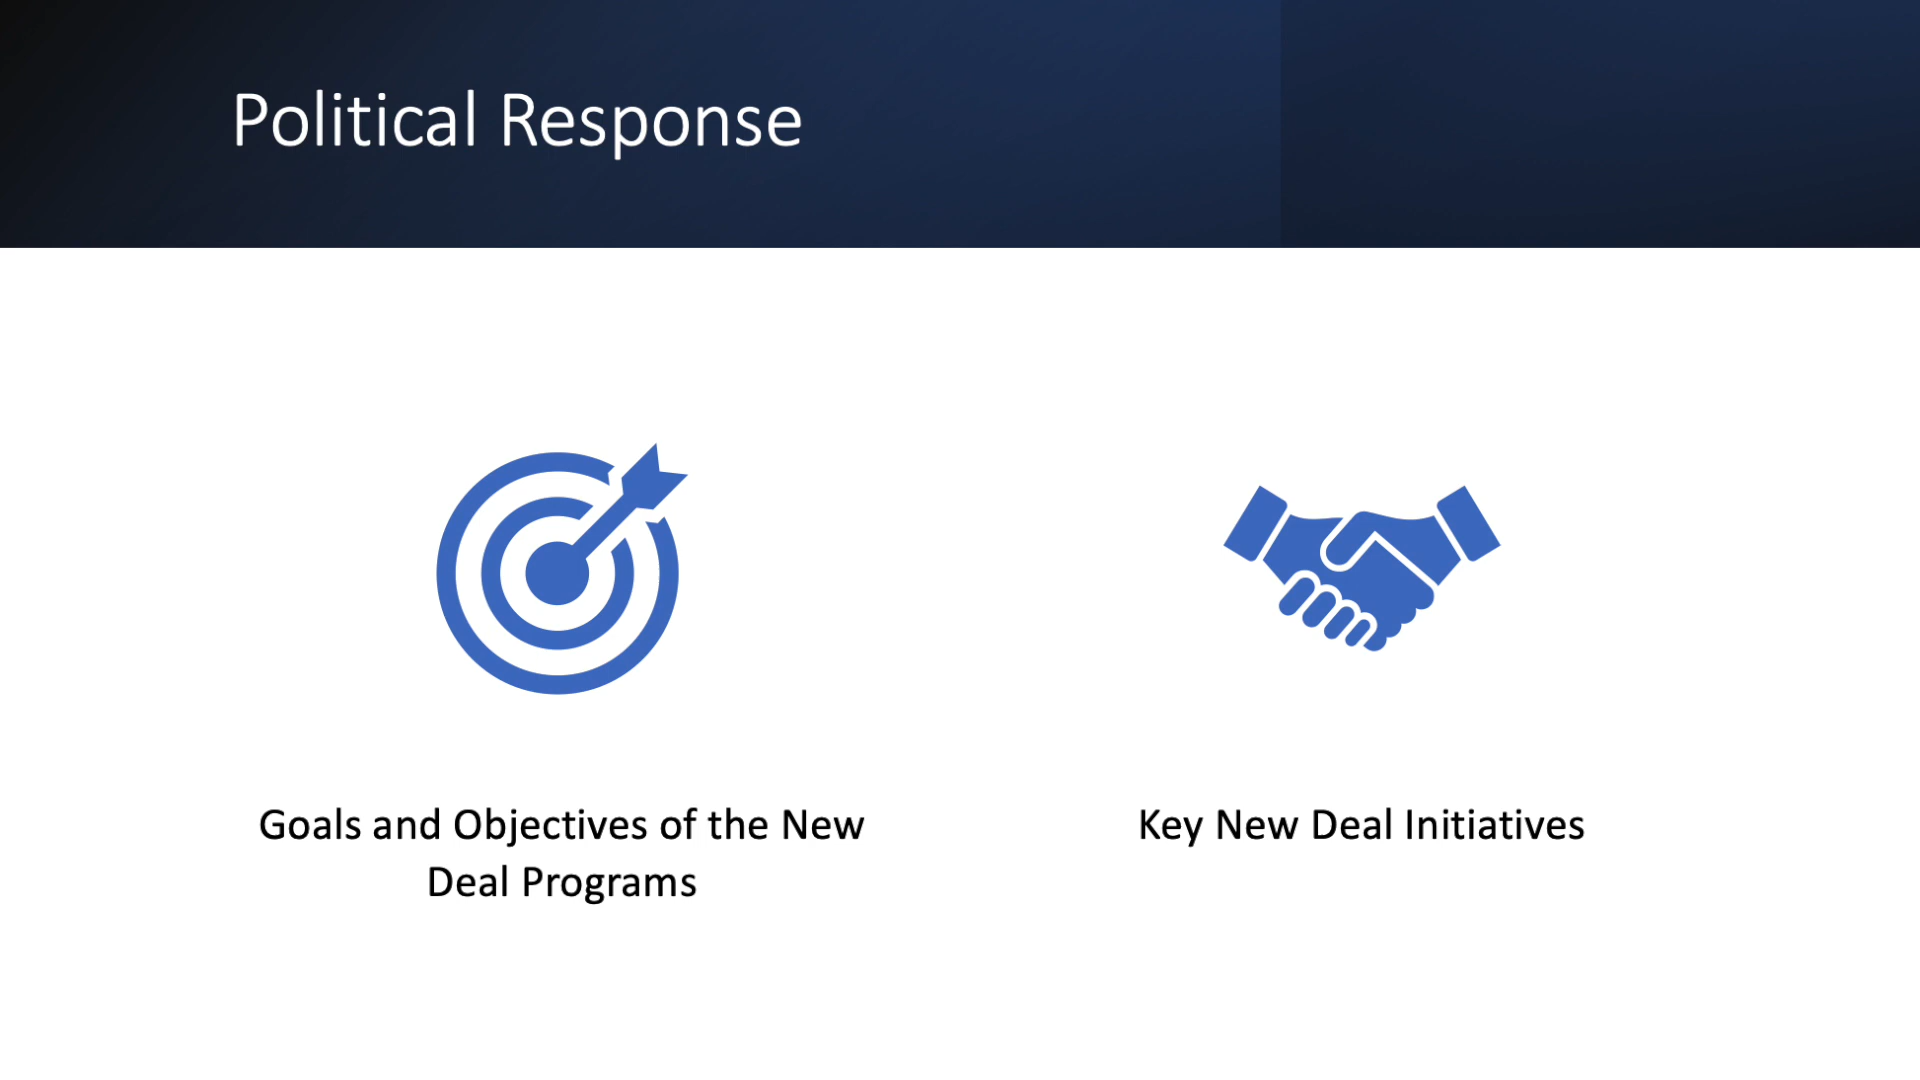 Political Response
Goals and Objectives of the New
Deal Programs
Key New Deal Initiatives